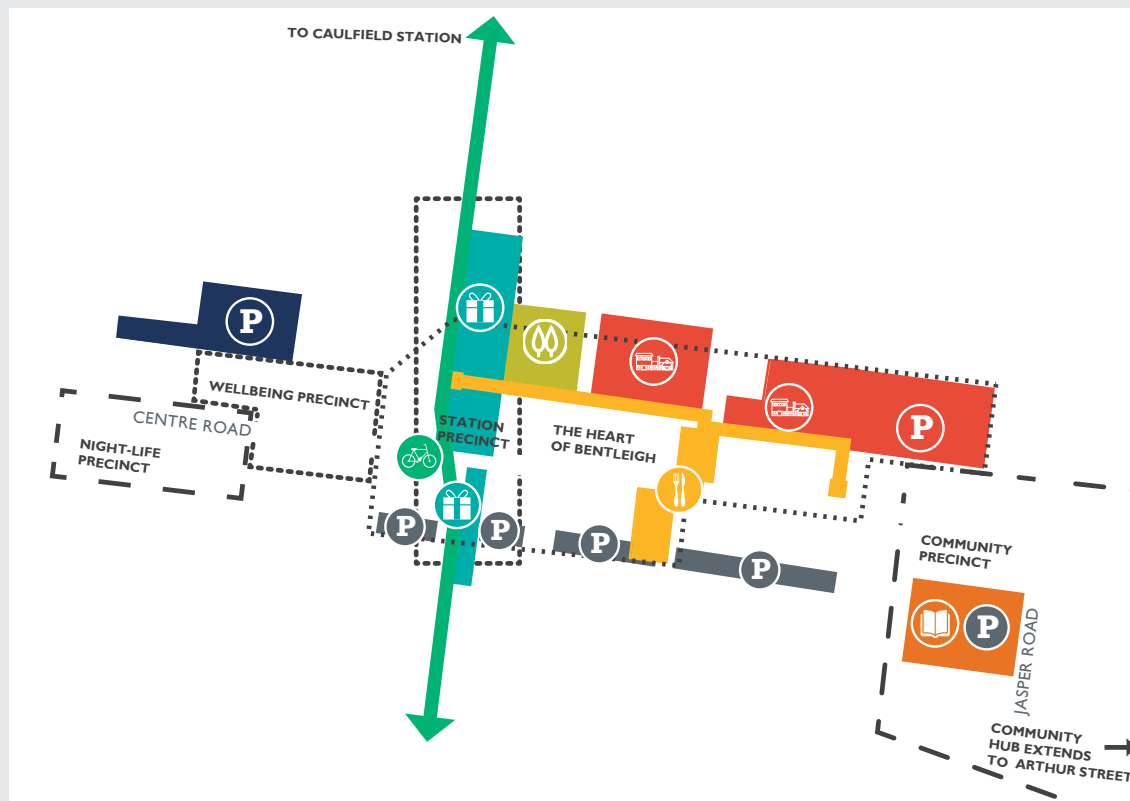 TO CAULFIELD STATION
P
WELLBEING PRECINCT
CENTRE ROAD
NIGHT-LIFE
PRECINCT
STATION
PRECINCT
THE HEART
OF BENTLEIGH
P
P
P
P
P
COMMUNITY
PRECINCT
P
JASPER ROAD
COMMUNITY
HUB EXTENDS
TO ARTHUR STREET